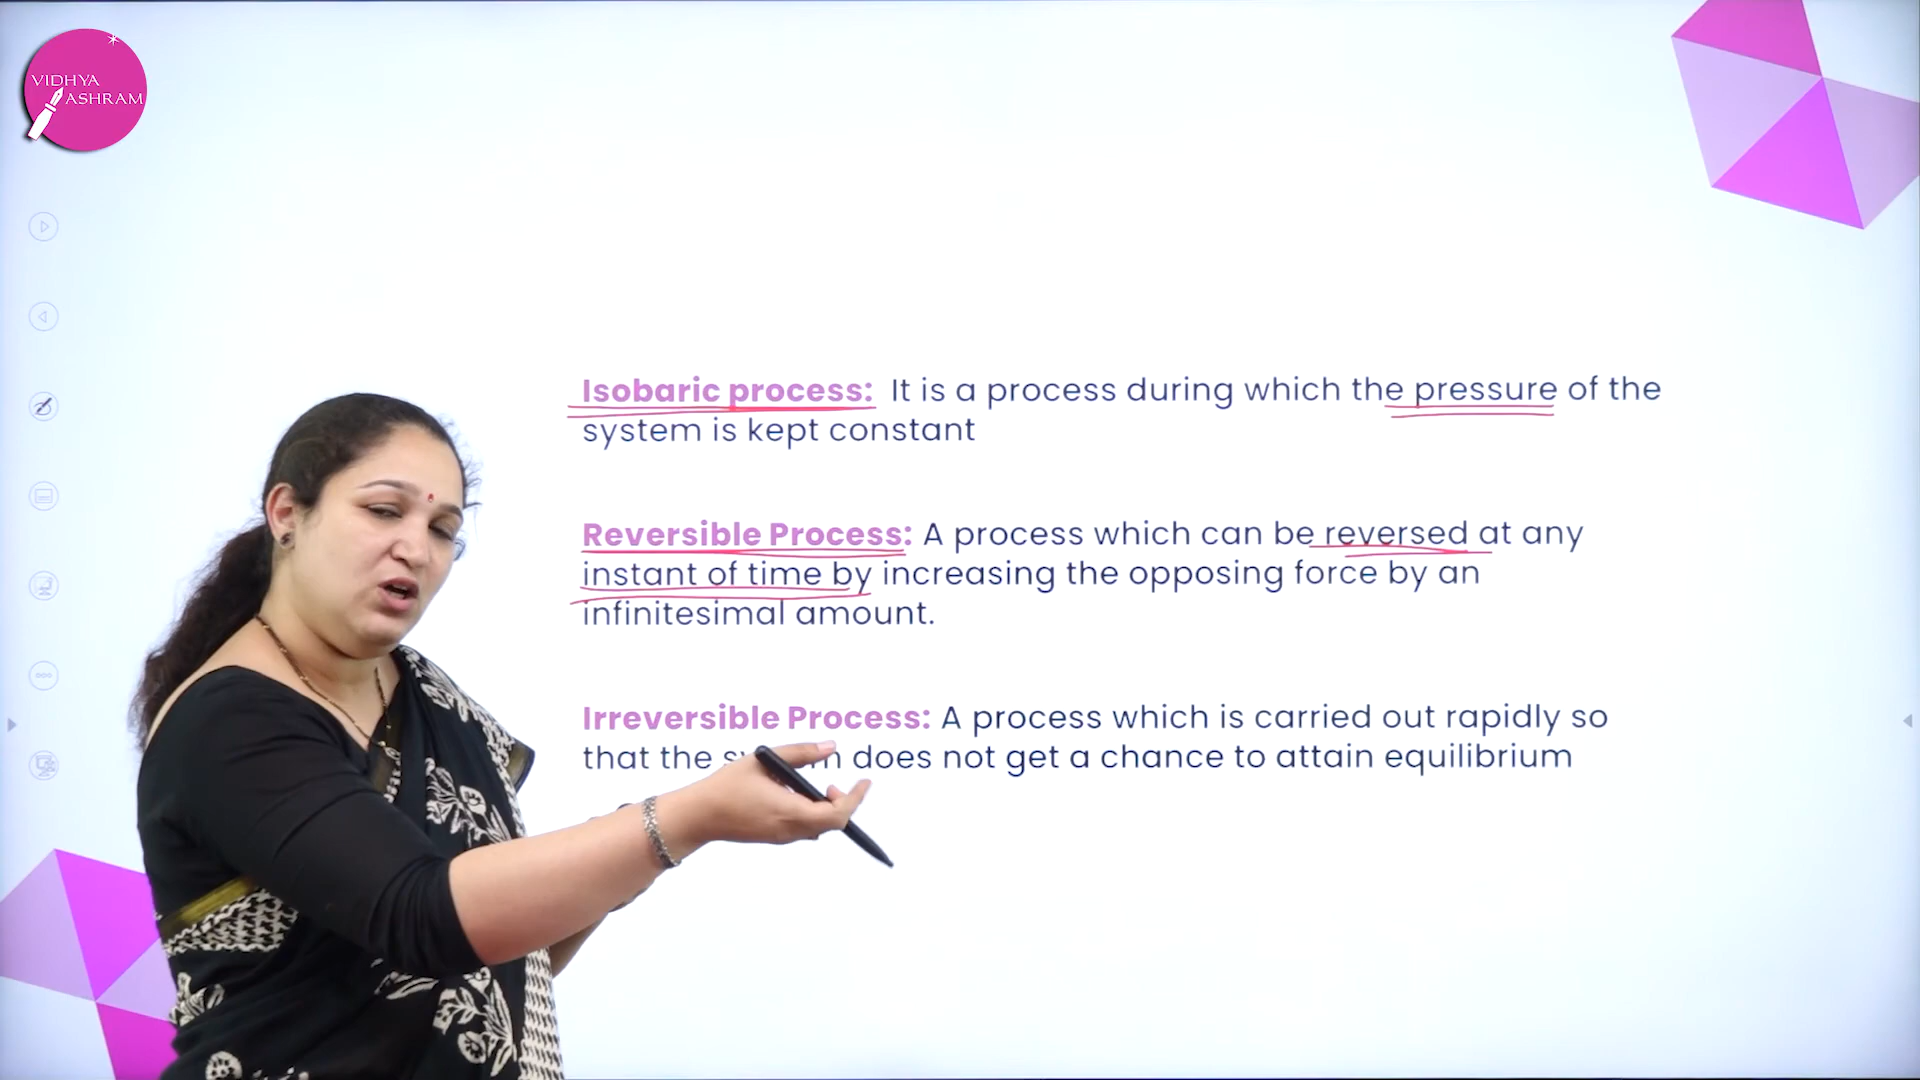 VIDHYA
ASHRAM
Isobaric process: It is a process during which the pressure of the
system is kept constant
Reversible Process: A process which can be reversed at any
instant of time by increasing the opposing force by an
infinitesimal amount.
Irreversible Process: A process which is carried out rapidly so
that the does not get a chance to attain equilibrium